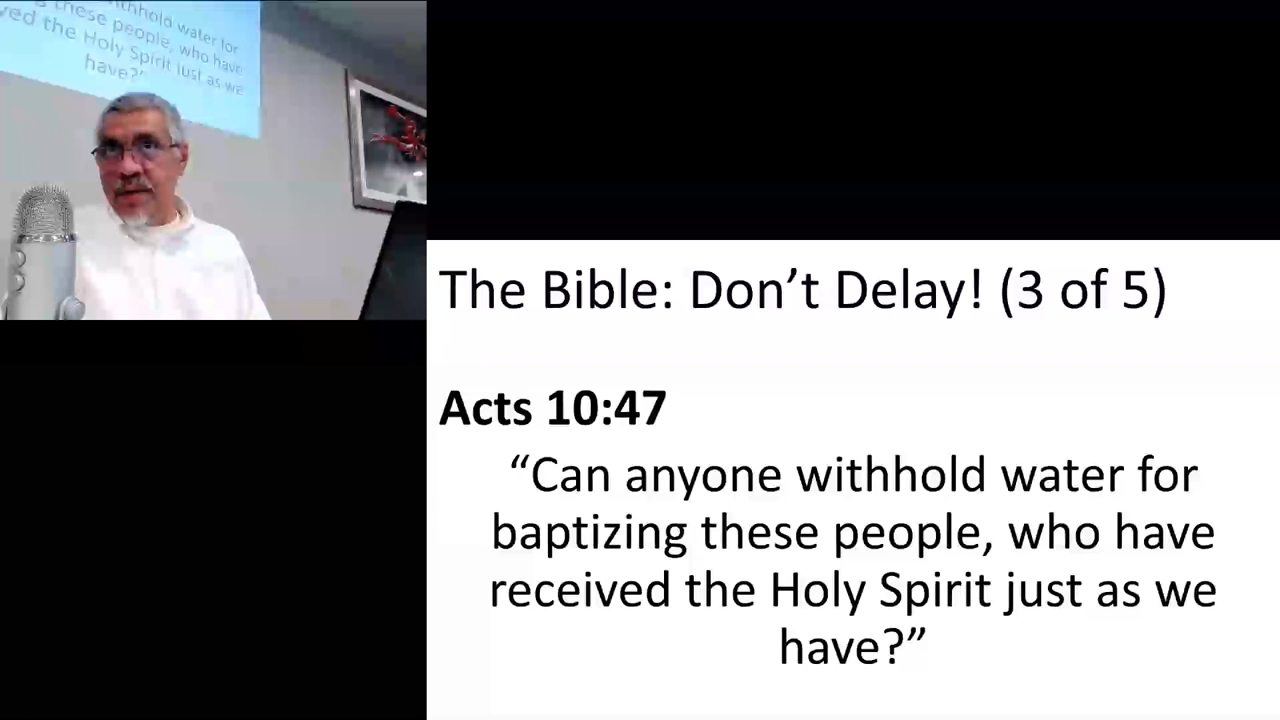 withhold water for
these people, who have
the Holy Spirit just as we
have?”
The Bible: Don’t Delay! (3 of 5)
Acts 10:47
“Can anyone withhold water for
baptizing these people, who have
received the Holy Spirit just as we
have?”